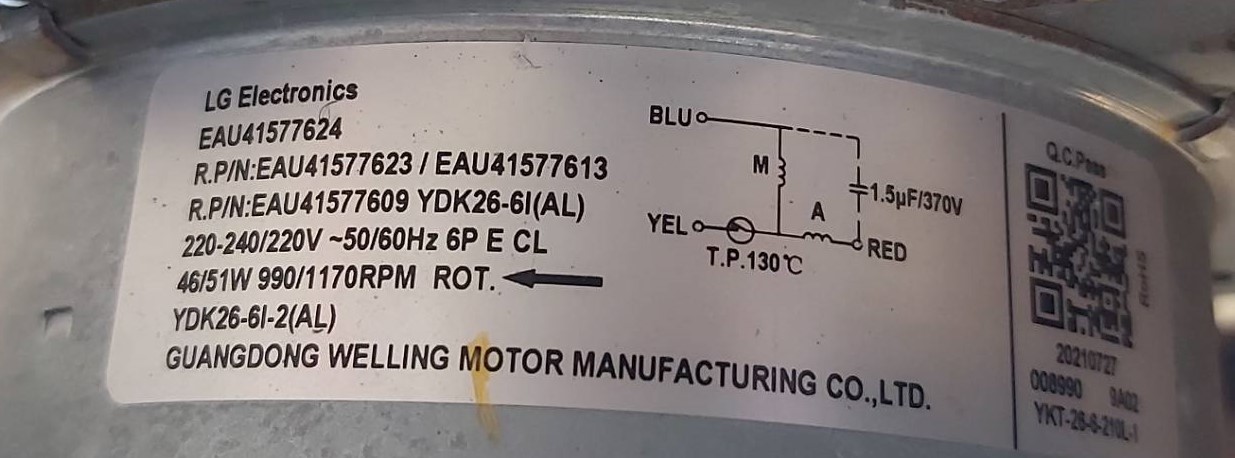 LG Electronics
EAU41577624
R.P/N:EAU41577623 / EAU41577613
R.P/N:EAU41577609 YDK26-6I(AL)
220-240/220V ~50/60Hz 6P E CL
46/51W 990/1170RPM ROT.
YDK26-6I-2(AL)
GUANGDONG WELLING MOTOR MANUFACTURING CO.,LTD.
BLU
M
1.5µF/370V
A
YEL
RED
T.P.130℃
Q.C.Pass
RoHS
20210727
008990 9A02
YKT-26-6-210L-1